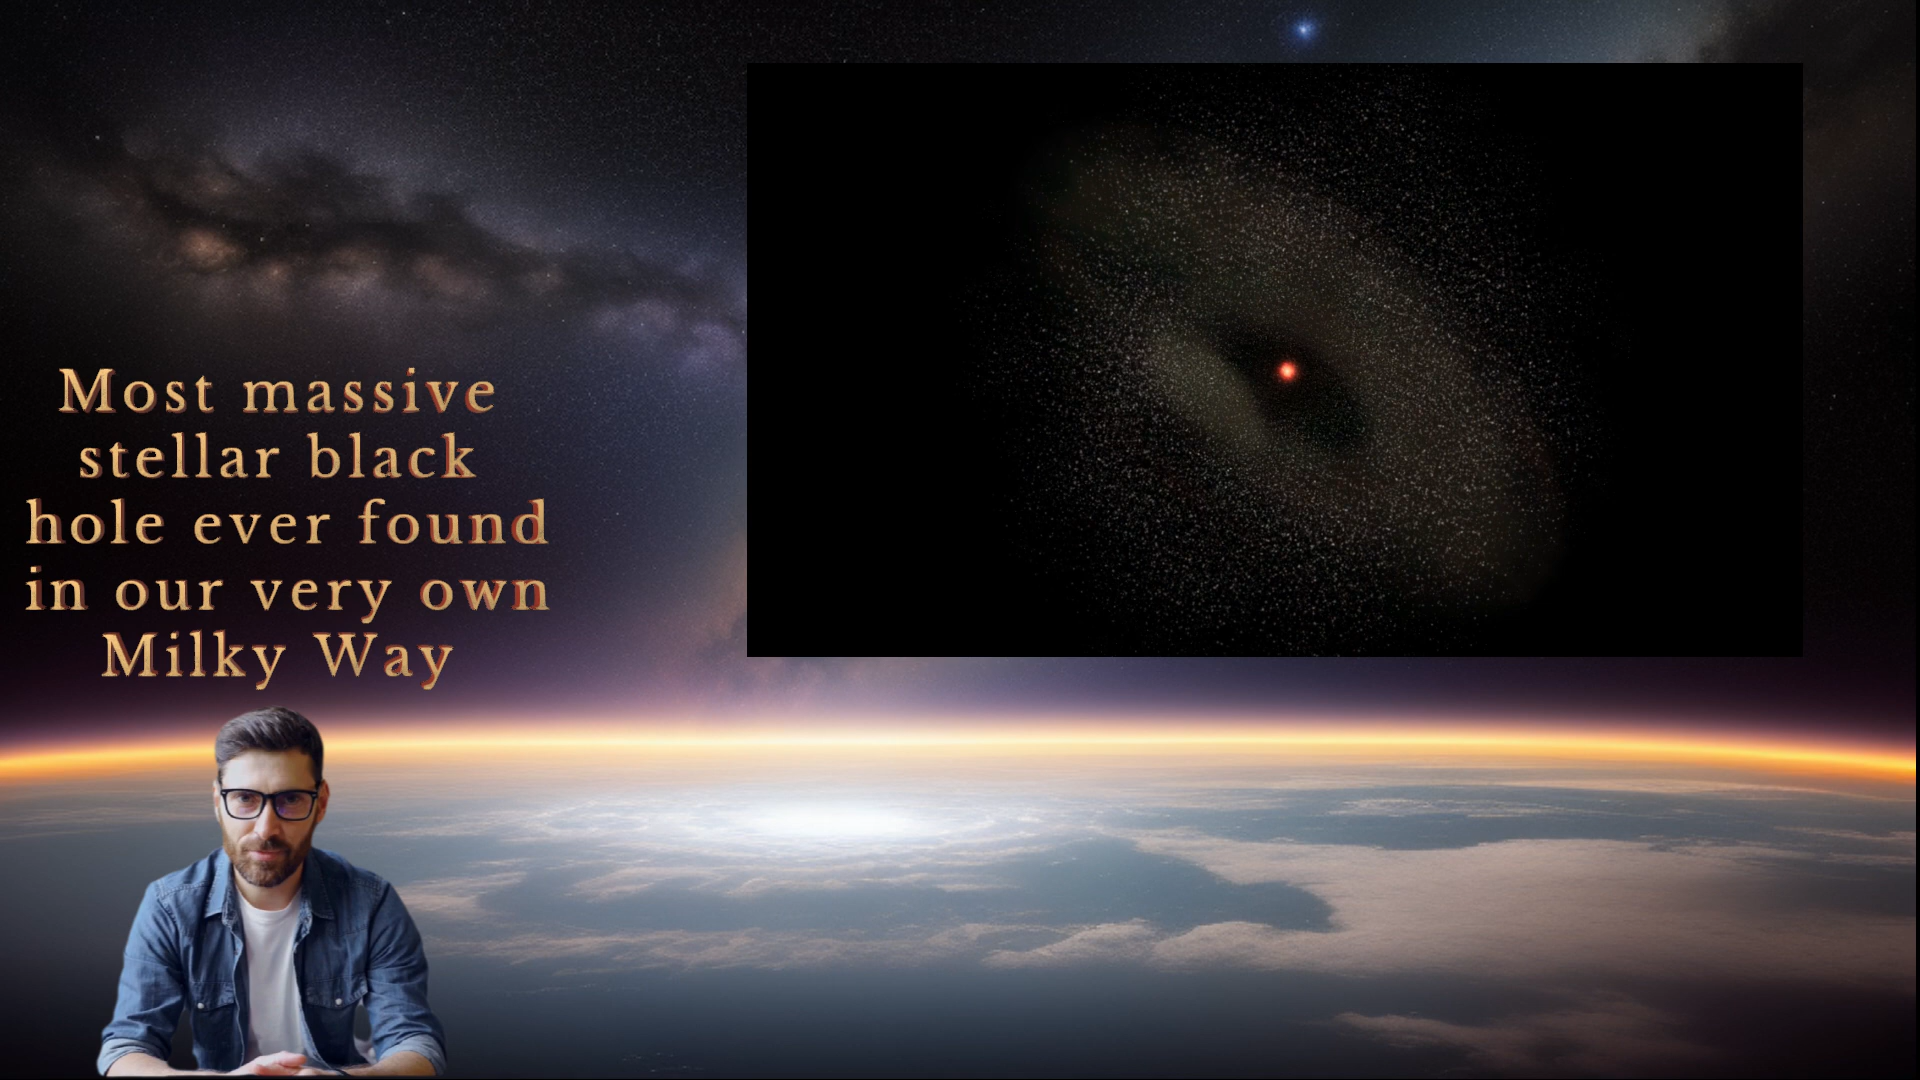 Most massive
stellar black
hole ever found
in our very own
Milky Way